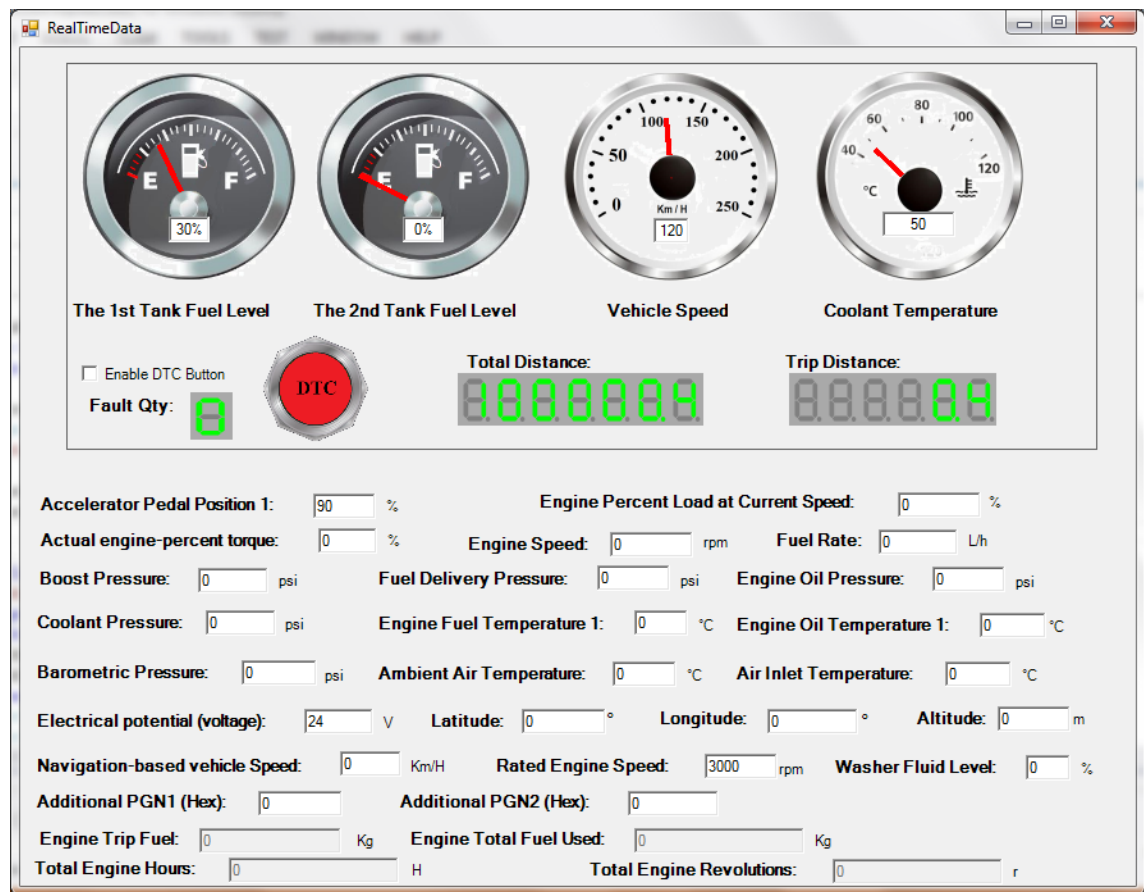 RealTimeData
E F
30%
The 1st Tank Fuel Level
E F
0%
The 2nd Tank Fuel Level
0 50 100 150 200 250
Km / H
120
Vehicle Speed
40 60 80 100 120
°C
50
Coolant Temperature
Enable DTC Button
Fault Qty: 0
DTC
Total Distance:
100000.4
Trip Distance:
0.4
Accelerator Pedal Position 1: 90 % Engine Percent Load at Current Speed: 0 %
Actual engine-percent torque: 0 % Engine Speed: 0 rpm Fuel Rate: 0 L/h
Boost Pressure: 0 psi Fuel Delivery Pressure: 0 psi Engine Oil Pressure: 0 psi
Coolant Pressure: 0 psi Engine Fuel Temperature 1: 0 °C Engine Oil Temperature 1: 0 °C
Barometric Pressure: 0 psi Ambient Air Temperature: 0 °C Air Inlet Temperature: 0 °C
Electrical potential (voltage): 24 V Latitude: 0 ° Longitude: 0 ° Altitude: 0 m
Navigation-based vehicle Speed: 0 Km/H Rated Engine Speed: 3000 rpm Washer Fluid Level: 0 %
Additional PGN1 (Hex): 0 Additional PGN2 (Hex): 0
Engine Trip Fuel: 0 Kg Engine Total Fuel Used: 0 Kg
Total Engine Hours: 0 H Total Engine Revolutions: 0 r